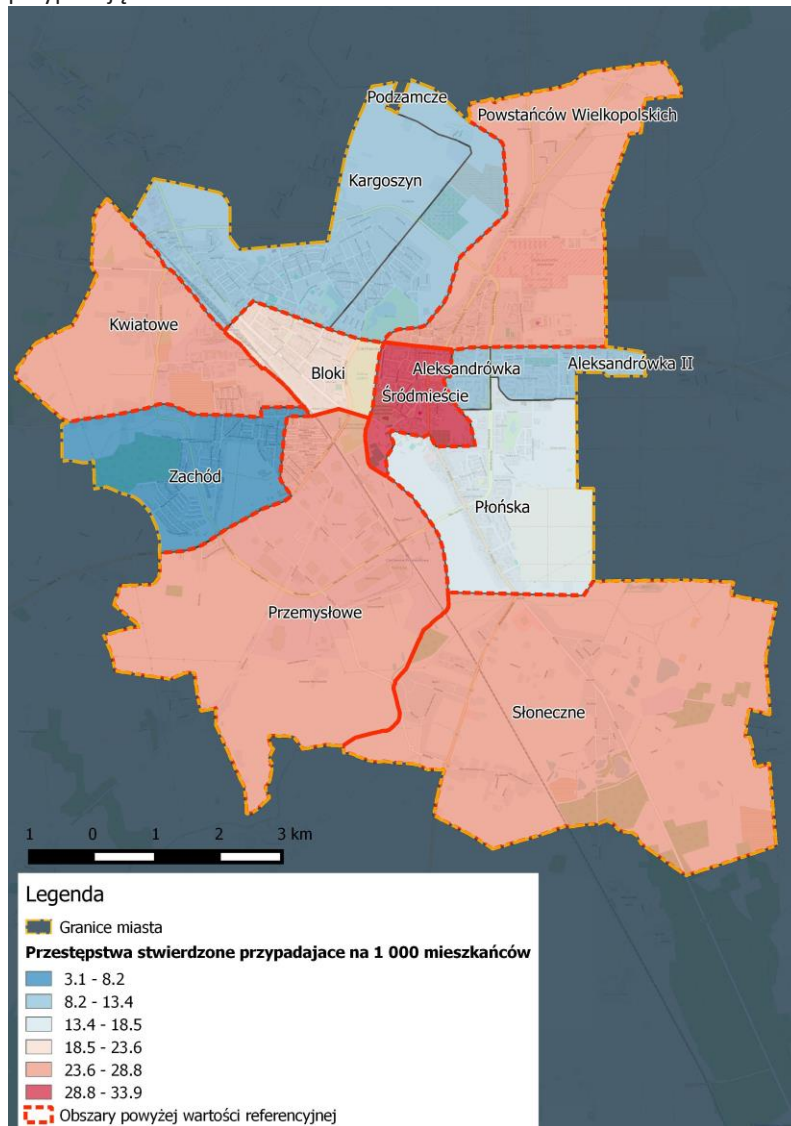 Podzamcze
Powstańców Wielkopolskich
Kargoszyn
Kwiatowe
Bloki
Aleksandrówka
Aleksandrówka II
Śródmieście
Zachód
Płońska
Przemysłowe
Słoneczne
1 0 1 2 3 km
Legenda
Granice miasta
Przestępstwa stwierdzone przypadajace na 1 000 mieszkańców
3.1 - 8.2
8.2 - 13.4
13.4 - 18.5
18.5 - 23.6
23.6 - 28.8
28.8 - 33.9
Obszary powyżej wartości referencyjnej